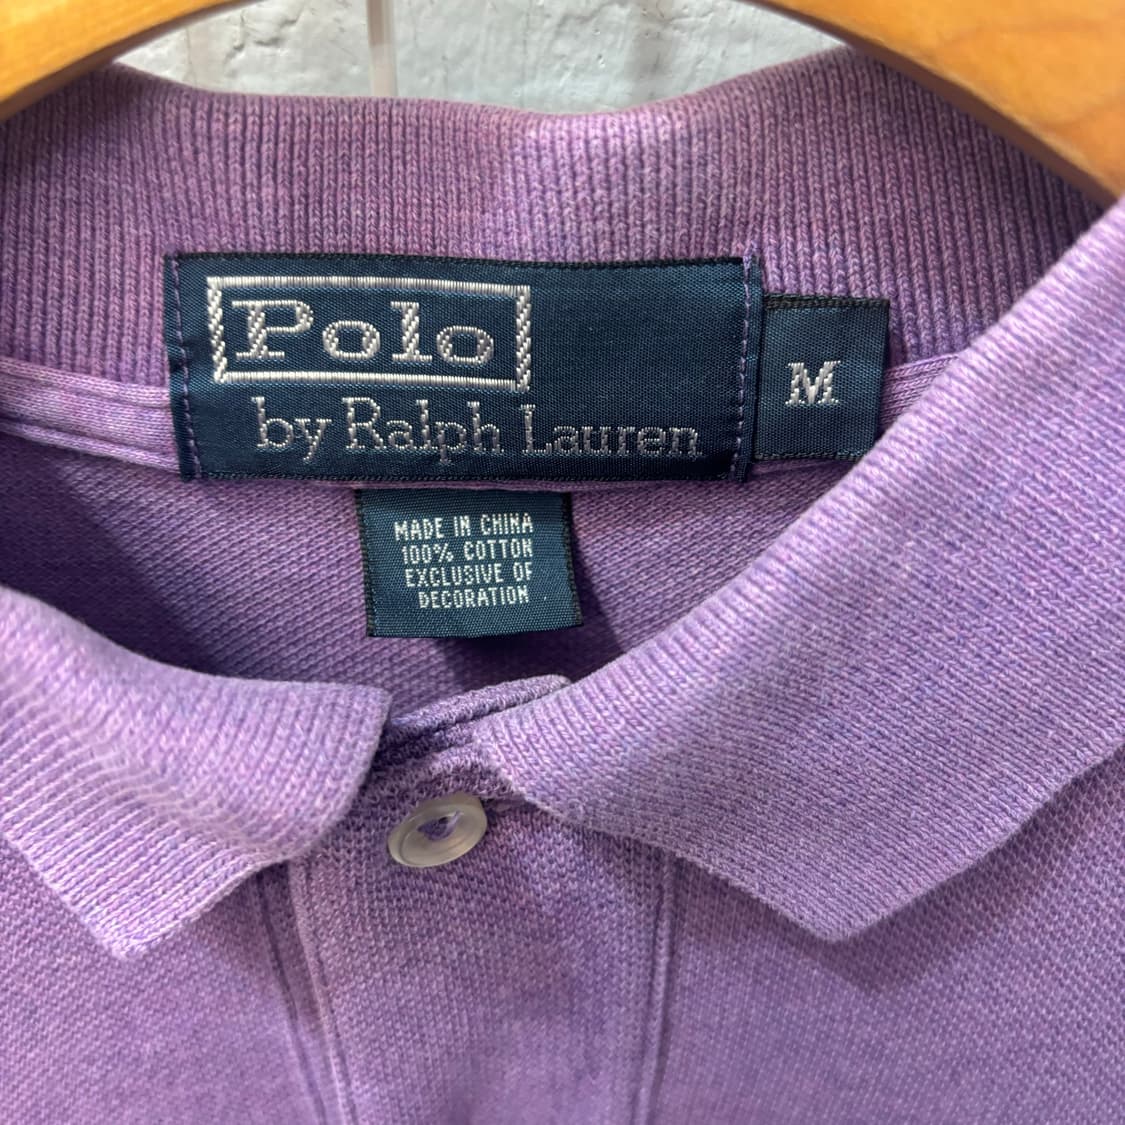 Polo
by Ralph Lauren
M
MADE IN CHINA
100% COTTON
EXCLUSIVE OF
DECORATION